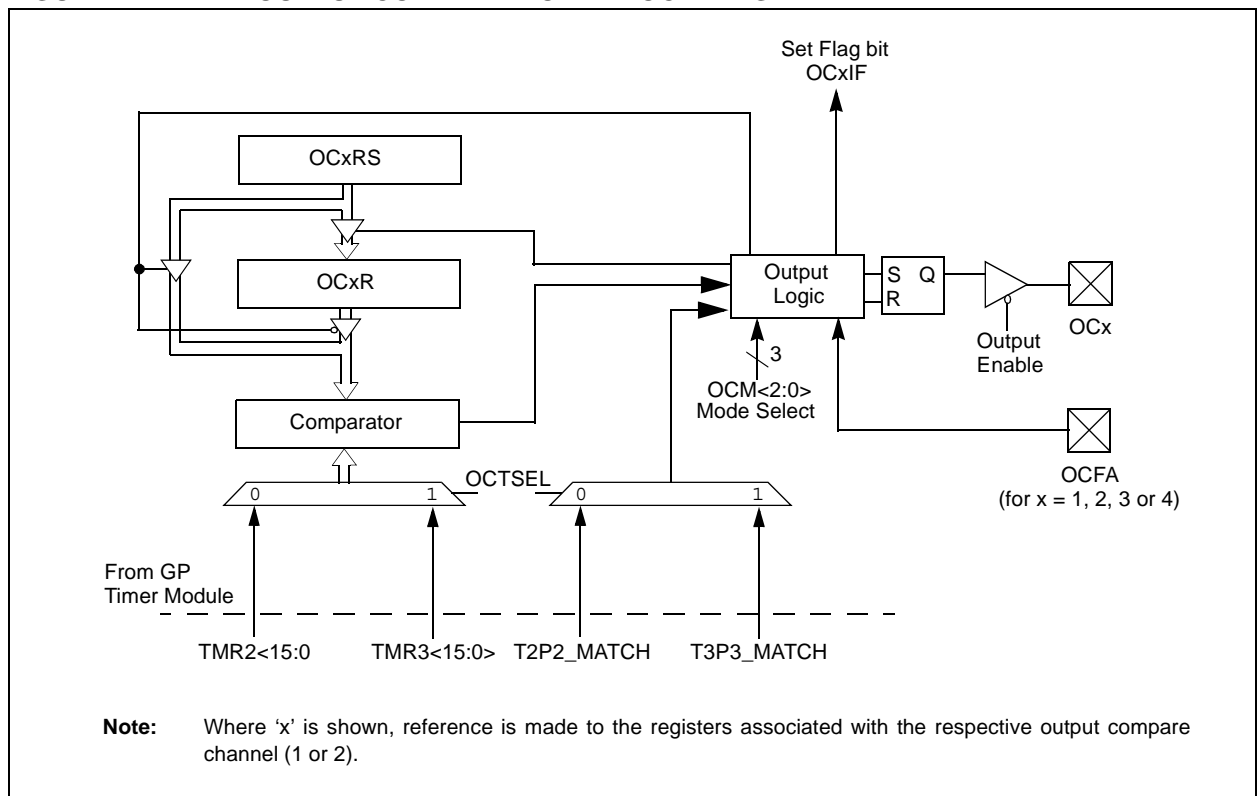 Set Flag bit
OCxIF
OCxRS
OCxR
Output
Logic
S Q
R
OCx
Output
Enable
3
OCM<2:0>
Mode Select
Comparator
OCFA
(for x = 1, 2, 3 or 4)
0 1
OCTSEL
0 1
From GP
Timer Module
TMR2<15:0
TMR3<15:0>
T2P2_MATCH
T3P3_MATCH
Note: Where ‘x’ is shown, reference is made to the registers associated with the respective output compare
channel (1 or 2).